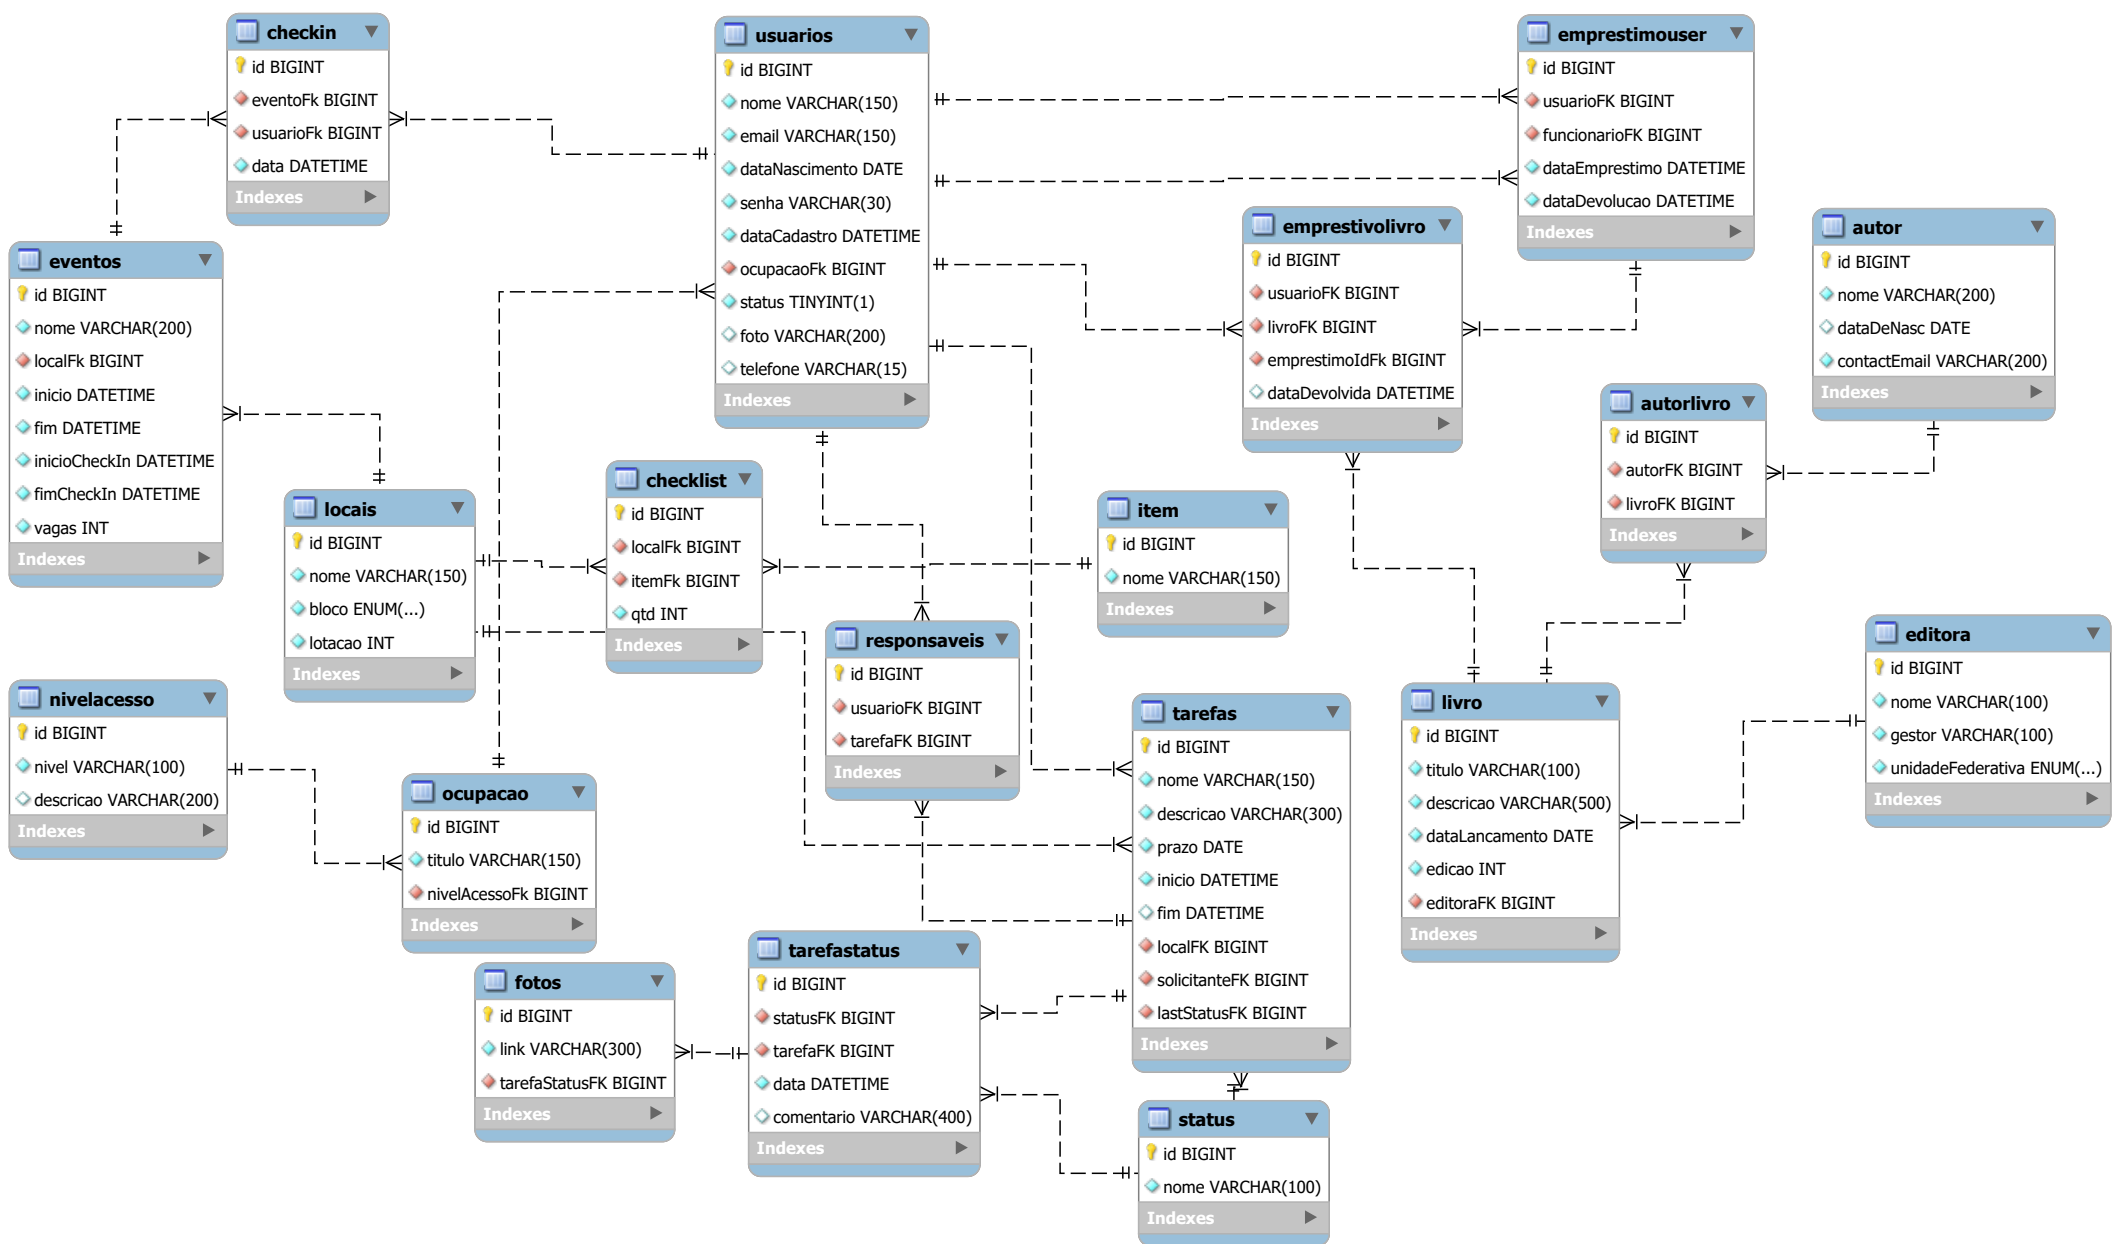 checkin
id BIGINT
eventoFk BIGINT
usuarioFk BIGINT
data DATETIME
Indexes
usuarios
id BIGINT
nome VARCHAR(150)
email VARCHAR(150)
dataNascimento DATE
senha VARCHAR(30)
dataCadastro DATETIME
ocupacaoFk BIGINT
status TINYINT(1)
foto VARCHAR(200)
telefone VARCHAR(15)
Indexes
emprestimouser
id BIGINT
usuarioFK BIGINT
funcionarioFK BIGINT
dataEmprestimo DATETIME
dataDevolucao DATETIME
Indexes
emprestivolivro
id BIGINT
usuarioFK BIGINT
livroFK BIGINT
emprestimoIdFk BIGINT
dataDevolvida DATETIME
Indexes
autor
id BIGINT
nome VARCHAR(200)
dataDeNasc DATE
contactEmail VARCHAR(200)
Indexes
eventos
id BIGINT
nome VARCHAR(200)
localFk BIGINT
inicio DATETIME
fim DATETIME
inicioCheckIn DATETIME
fimCheckIn DATETIME
vagas INT
Indexes
autorlivro
id BIGINT
autorFK BIGINT
livroFK BIGINT
Indexes
locais
id BIGINT
nome VARCHAR(150)
bloco ENUM(...)
lotacao INT
Indexes
checklist
id BIGINT
localFk BIGINT
itemFk BIGINT
qtd INT
Indexes
item
id BIGINT
nome VARCHAR(150)
Indexes
responsaveis
id BIGINT
usuarioFK BIGINT
tarefaFK BIGINT
Indexes
editora
id BIGINT
nome VARCHAR(100)
gestor VARCHAR(100)
unidadeFederativa ENUM(...)
Indexes
nivelacesso
id BIGINT
nivel VARCHAR(100)
descricao VARCHAR(200)
Indexes
tarefas
id BIGINT
nome VARCHAR(150)
descricao VARCHAR(300)
prazo DATE
inicio DATETIME
fim DATETIME
localFK BIGINT
solicitanteFK BIGINT
lastStatusFK BIGINT
Indexes
livro
id BIGINT
titulo VARCHAR(100)
descricao VARCHAR(500)
dataLancamento DATE
edicao INT
editoraFK BIGINT
Indexes
ocupacao
id BIGINT
titulo VARCHAR(150)
nivelAcessoFk BIGINT
Indexes
tarefastatus
id BIGINT
statusFK BIGINT
tarefaFK BIGINT
data DATETIME
comentario VARCHAR(400)
Indexes
fotos
id BIGINT
link VARCHAR(300)
tarefaStatusFK BIGINT
Indexes
status
id BIGINT
nome VARCHAR(100)
Indexes